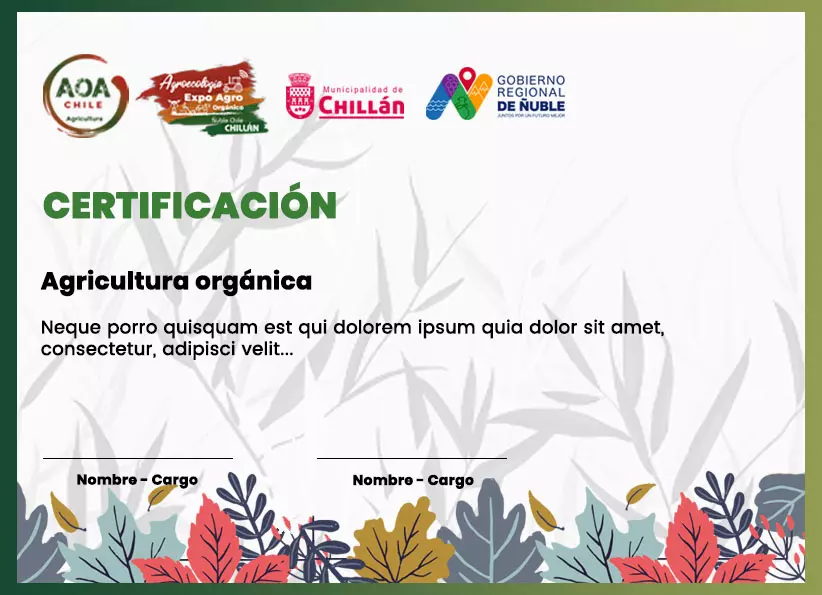 AOA
CHILE
Agricultura
Agroecología
Expo Agro
Orgánica
Ñuble Chile
CHILLÁN
Municipalidad de
CHILLÁN
GOBIERNO
REGIONAL
DE ÑUBLE
JUNTOS POR UN FUTURO MEJOR
CERTIFICACIÓN
Agricultura orgánica
Neque porro quisquam est qui dolorem ipsum quia dolor sit amet,
consectetur, adipisci velit...
Nombre - Cargo
Nombre - Cargo